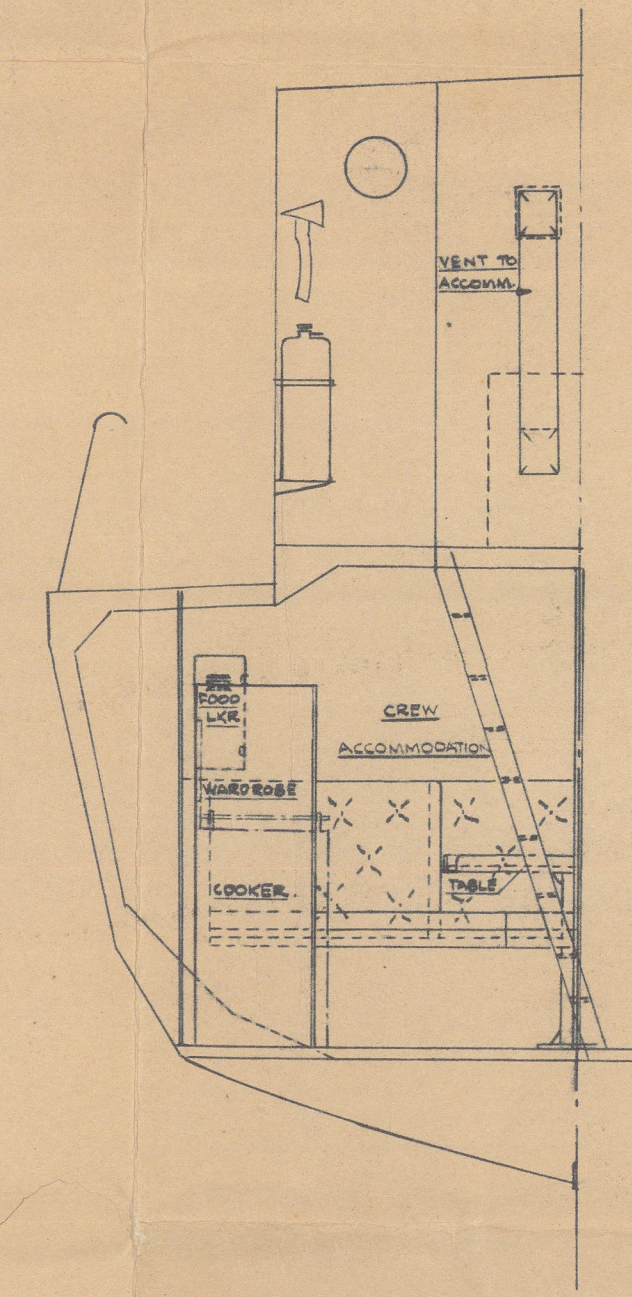 VENT TO
ACCOMM.
FOOD
LKR
CREW
ACCOMMODATION
WARDROBE
COOKER.
TABLE